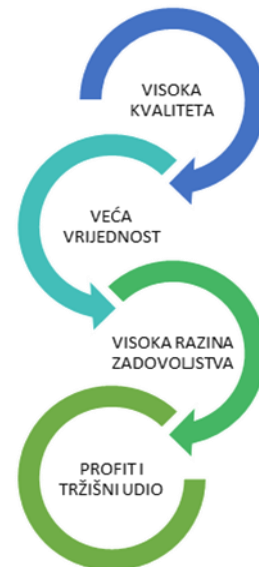 VISOKA
KVALITETA
VEĆA
VRIJEDNOST
VISOKA RAZINA
ZADOVOLJSTVA
PROFIT I
TRŽIŠNI UDIO